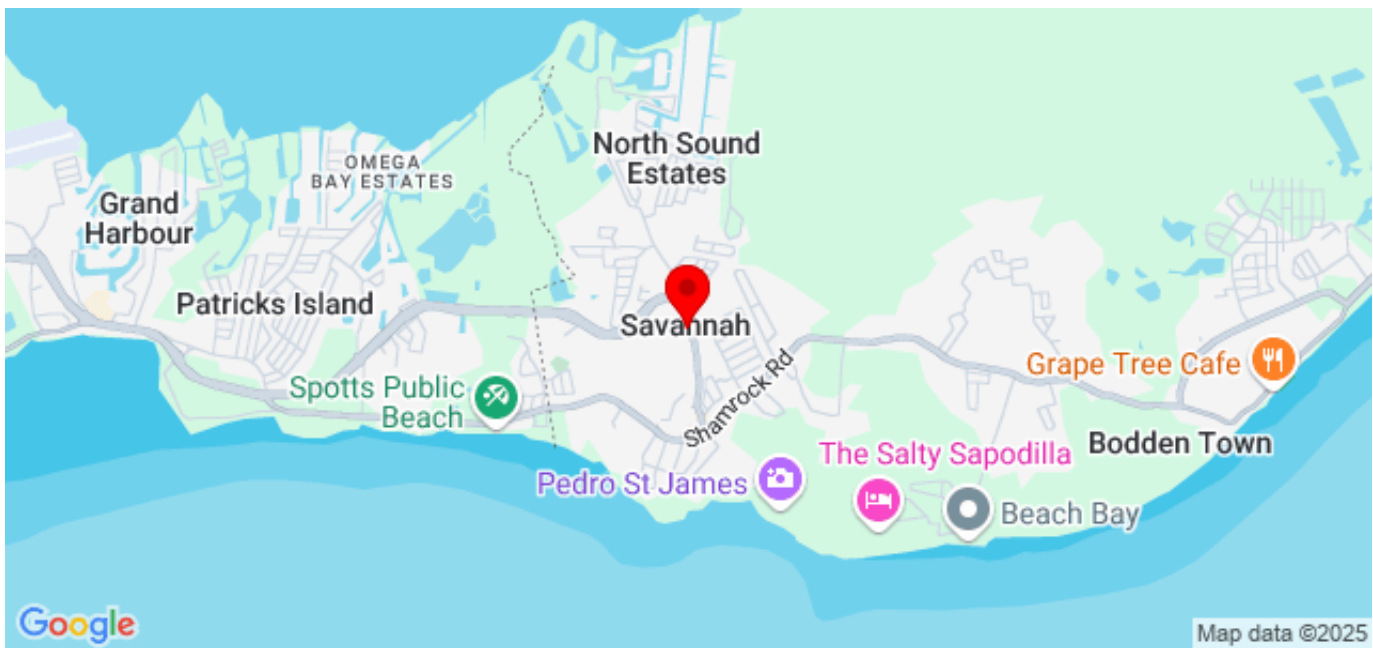 North Sound
Estates
OMEGA
BAY ESTATES
Grand
Harbour
Patricks Island
Savannah
Shamrock Rd
Grape Tree Cafe
Spotts Public
Beach
Bodden Town
The Salty Sapodilla
Pedro St James
Beach Bay
Google
Map data ©2025